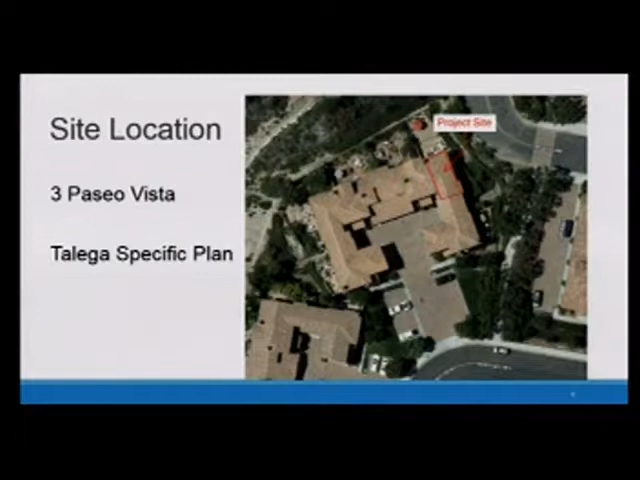 Site Location
Project Site
3 Paseo Vista
Talega Specific Plan